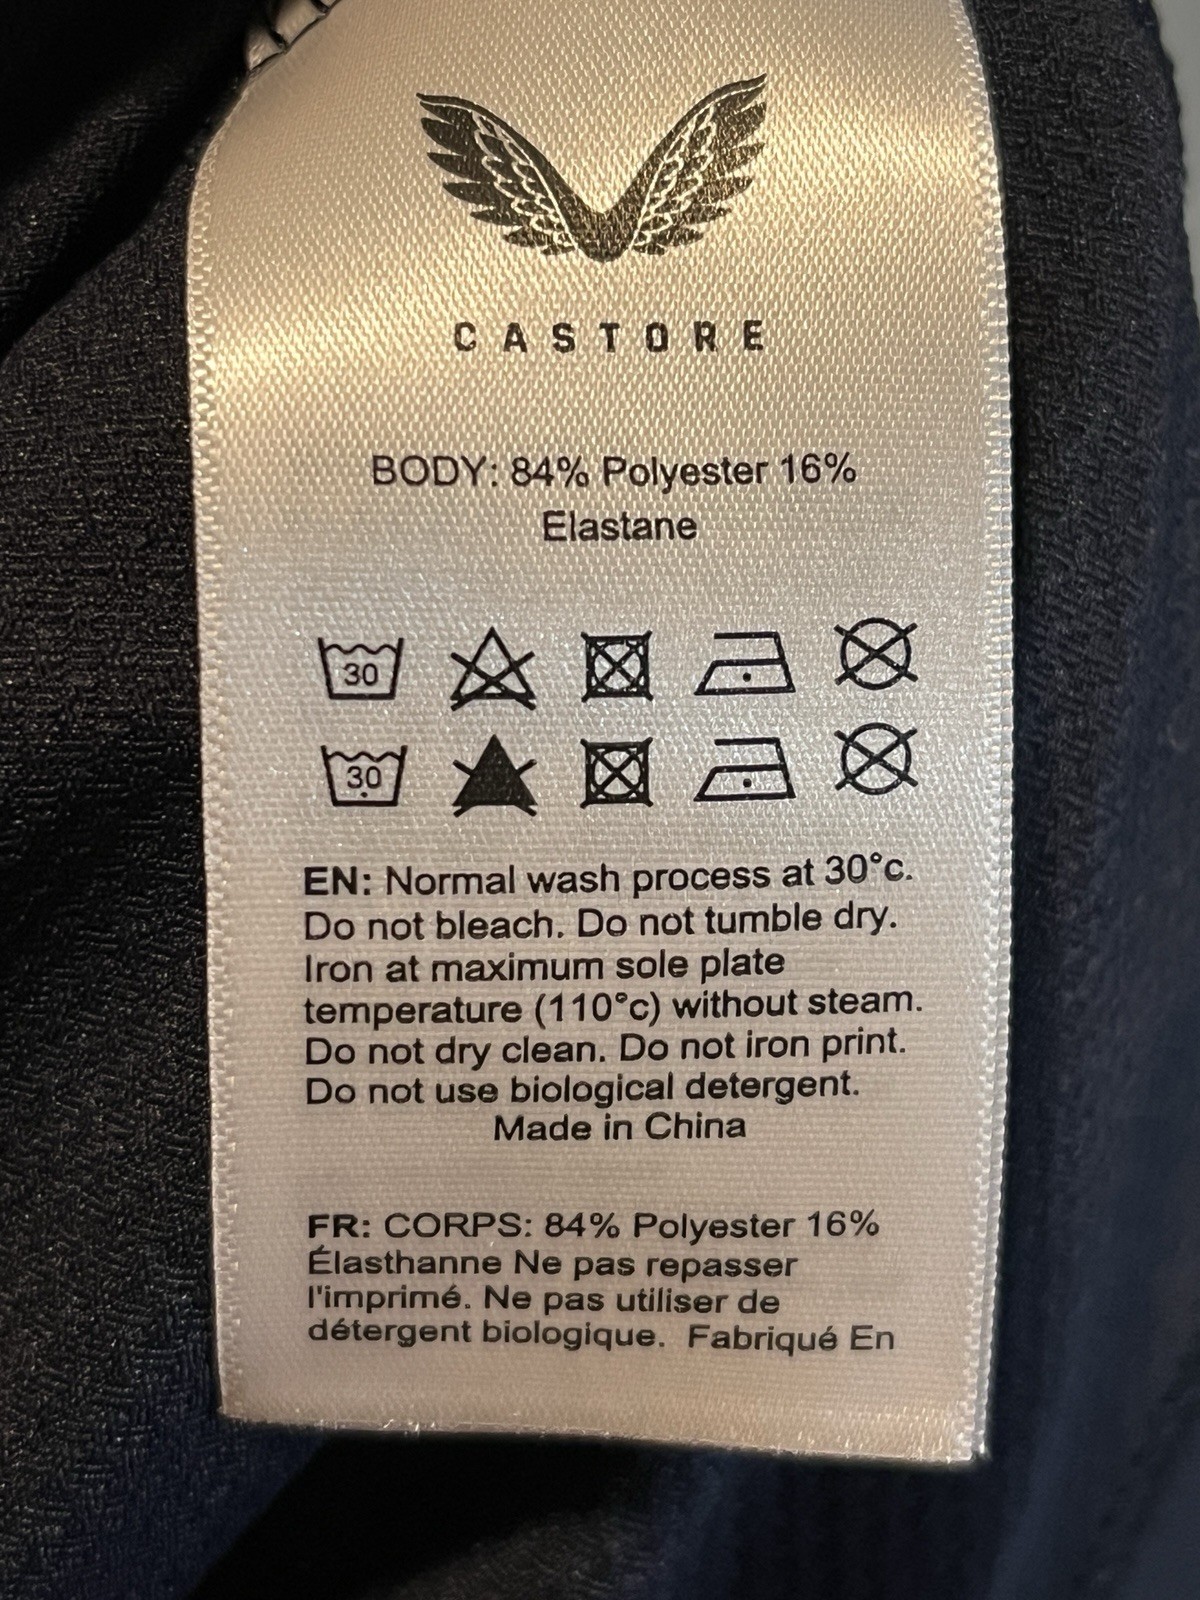 CASTORE
BODY: 84% Polyester 16%
Elastane
30
30
EN: Normal wash process at 30°c.
Do not bleach. Do not tumble dry.
Iron at maximum sole plate
temperature (110°c) without steam.
Do not dry clean. Do not iron print.
Do not use biological detergent.
Made in China
FR: CORPS: 84% Polyester 16%
Élasthanne Ne pas repasser
l'imprimé. Ne pas utiliser de
détergent biologique. Fabriqué En